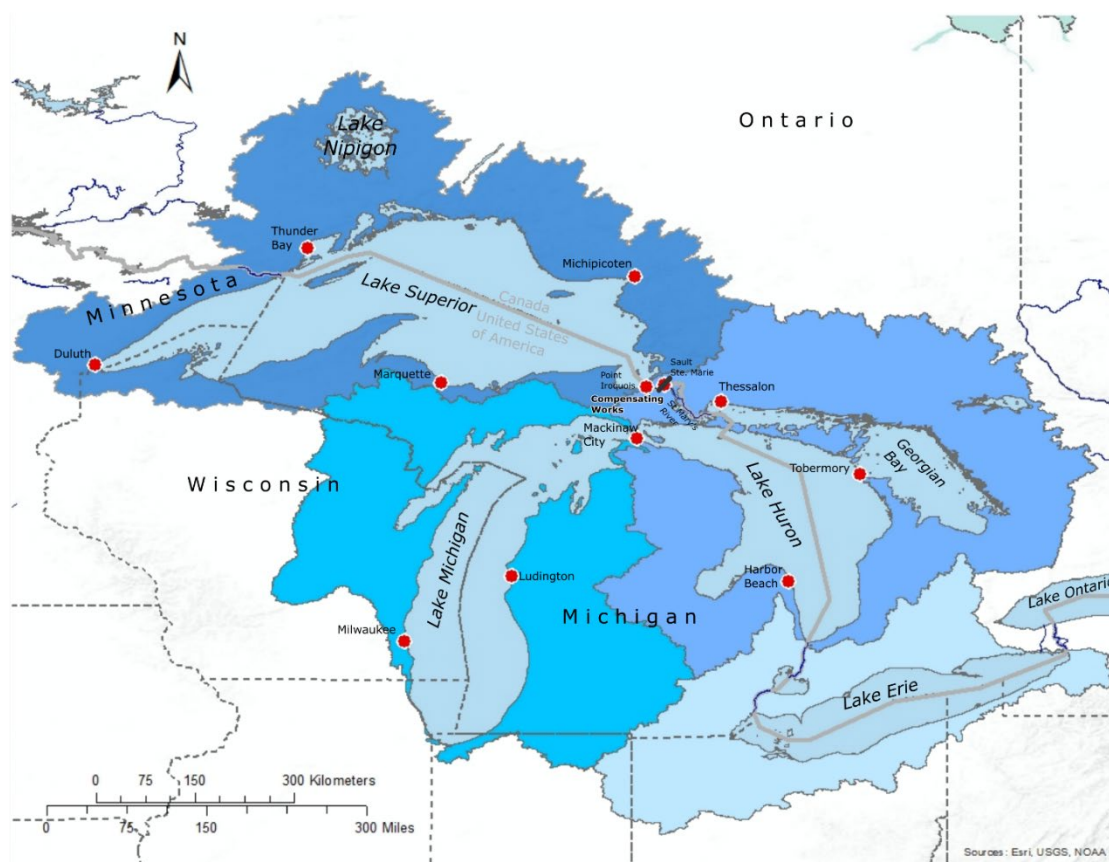 N
Ontario
Lake
Nipigon
Thunder
Bay
Michipicoten
Minnesota
Lake Superior
Canada
United States
of America
Duluth
Marquette
Point
Iroquois
Sault
Ste. Marie
Compensating
Works
St. Marys
River
Thessalon
Mackinaw
City
Georgian
Bay
Tobermory
Wisconsin
Lake Huron
Lake Michigan
Ludington
Harbor
Beach
Michigan
Lake Ontario
Milwaukee
Lake Erie
0 75 150 300 Kilometers
0 75 150 300 Miles
Sources: Esri, USGS, NOAA